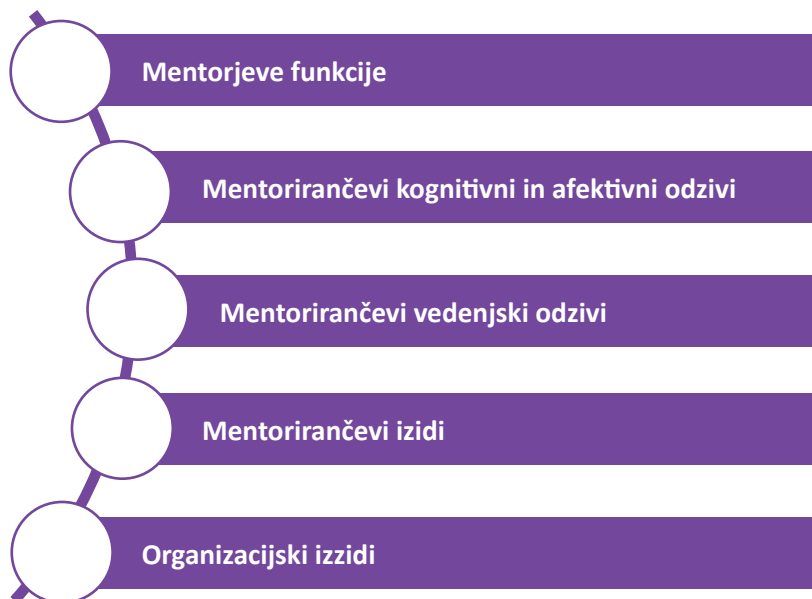 Mentorjeve funkcije
Mentorirančevi kognitivni in afektivni odzivi
Mentorirančevi vedenjski odzivi
Mentorirančevi izidi
Organizacijski izzidi